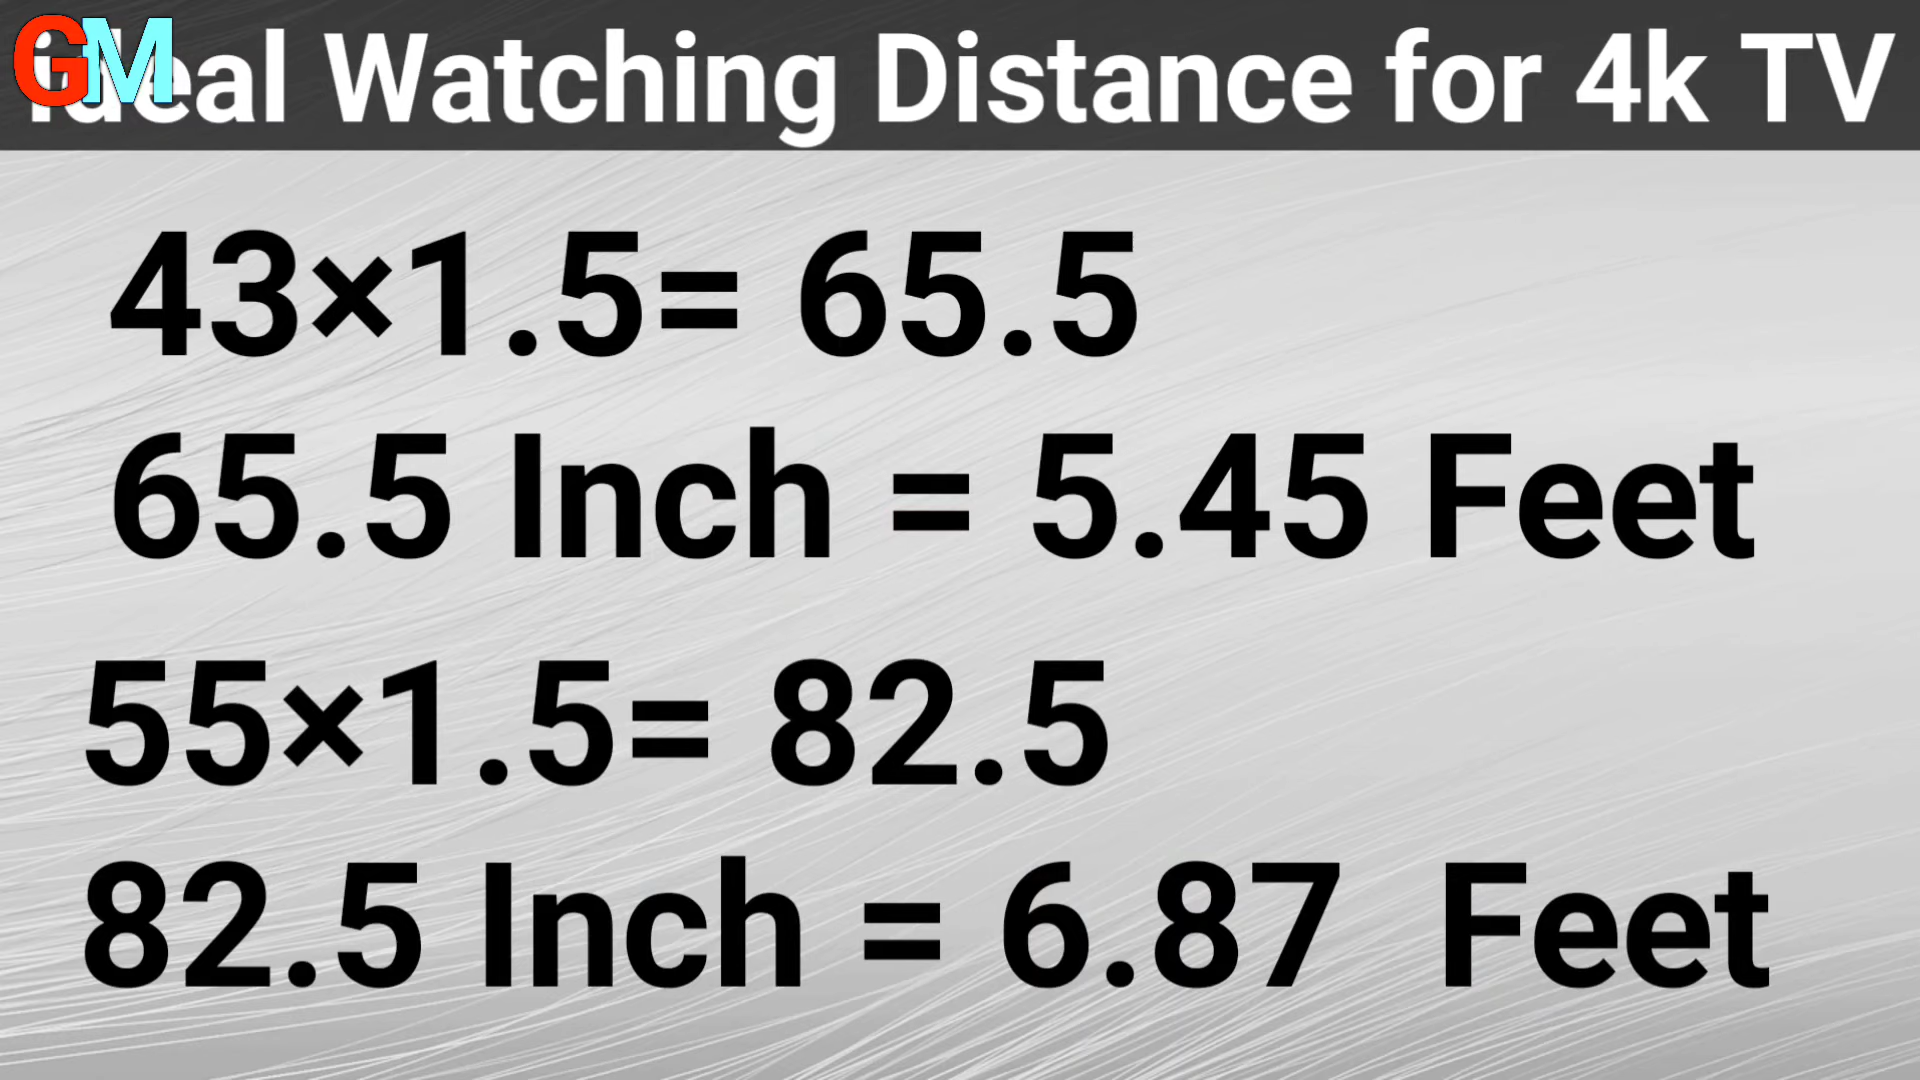 GM
ideal Watching Distance for 4k TV
43×1.5= 65.5
65.5 Inch = 5.45 Feet
55×1.5= 82.5
82.5 Inch = 6.87 Feet